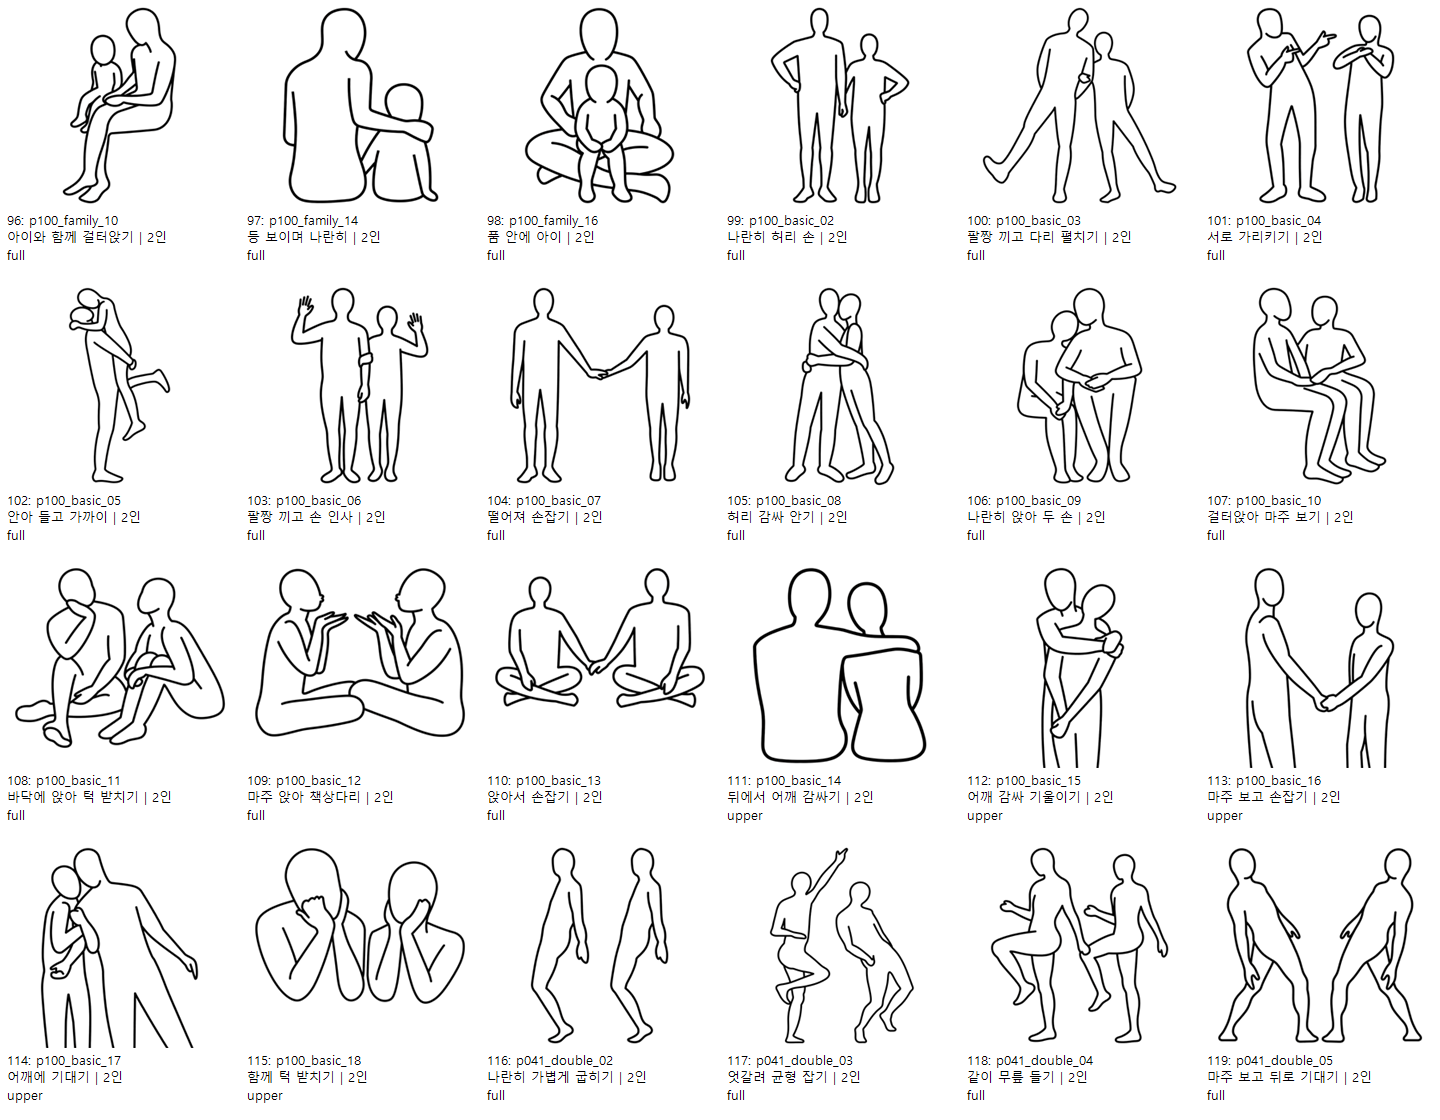 96: p100_family_10
아이와 함께 걸터앉기 | 2인
full
97: p100_family_14
등 보이며 나란히 | 2인
full
98: p100_family_16
품 안에 아이 | 2인
full
99: p100_basic_02
나란히 허리 손 | 2인
full
100: p100_basic_03
팔짱 끼고 다리 펼치기 | 2인
full
101: p100_basic_04
서로 가리키기 | 2인
full
102: p100_basic_05
안아 들고 가까이 | 2인
full
103: p100_basic_06
팔짱 끼고 손 인사 | 2인
full
104: p100_basic_07
떨어져 손잡기 | 2인
full
105: p100_basic_08
허리 감싸 안기 | 2인
full
106: p100_basic_09
나란히 앉아 두 손 | 2인
full
107: p100_basic_10
걸터앉아 마주 보기 | 2인
full
108: p100_basic_11
바닥에 앉아 턱 받치기 | 2인
full
109: p100_basic_12
마주 앉아 책상다리 | 2인
full
110: p100_basic_13
앉아서 손잡기 | 2인
full
111: p100_basic_14
뒤에서 어깨 감싸기 | 2인
upper
112: p100_basic_15
어깨 감싸 기울이기 | 2인
upper
113: p100_basic_16
마주 보고 손잡기 | 2인
upper
114: p100_basic_17
어깨에 기대기 | 2인
upper
115: p100_basic_18
함께 턱 받치기 | 2인
upper
116: p041_double_02
나란히 가볍게 굽히기 | 2인
full
117: p041_double_03
엇갈려 균형 잡기 | 2인
full
118: p041_double_04
같이 무릎 들기 | 2인
full
119: p041_double_05
마주 보고 뒤로 기대기 | 2인
full